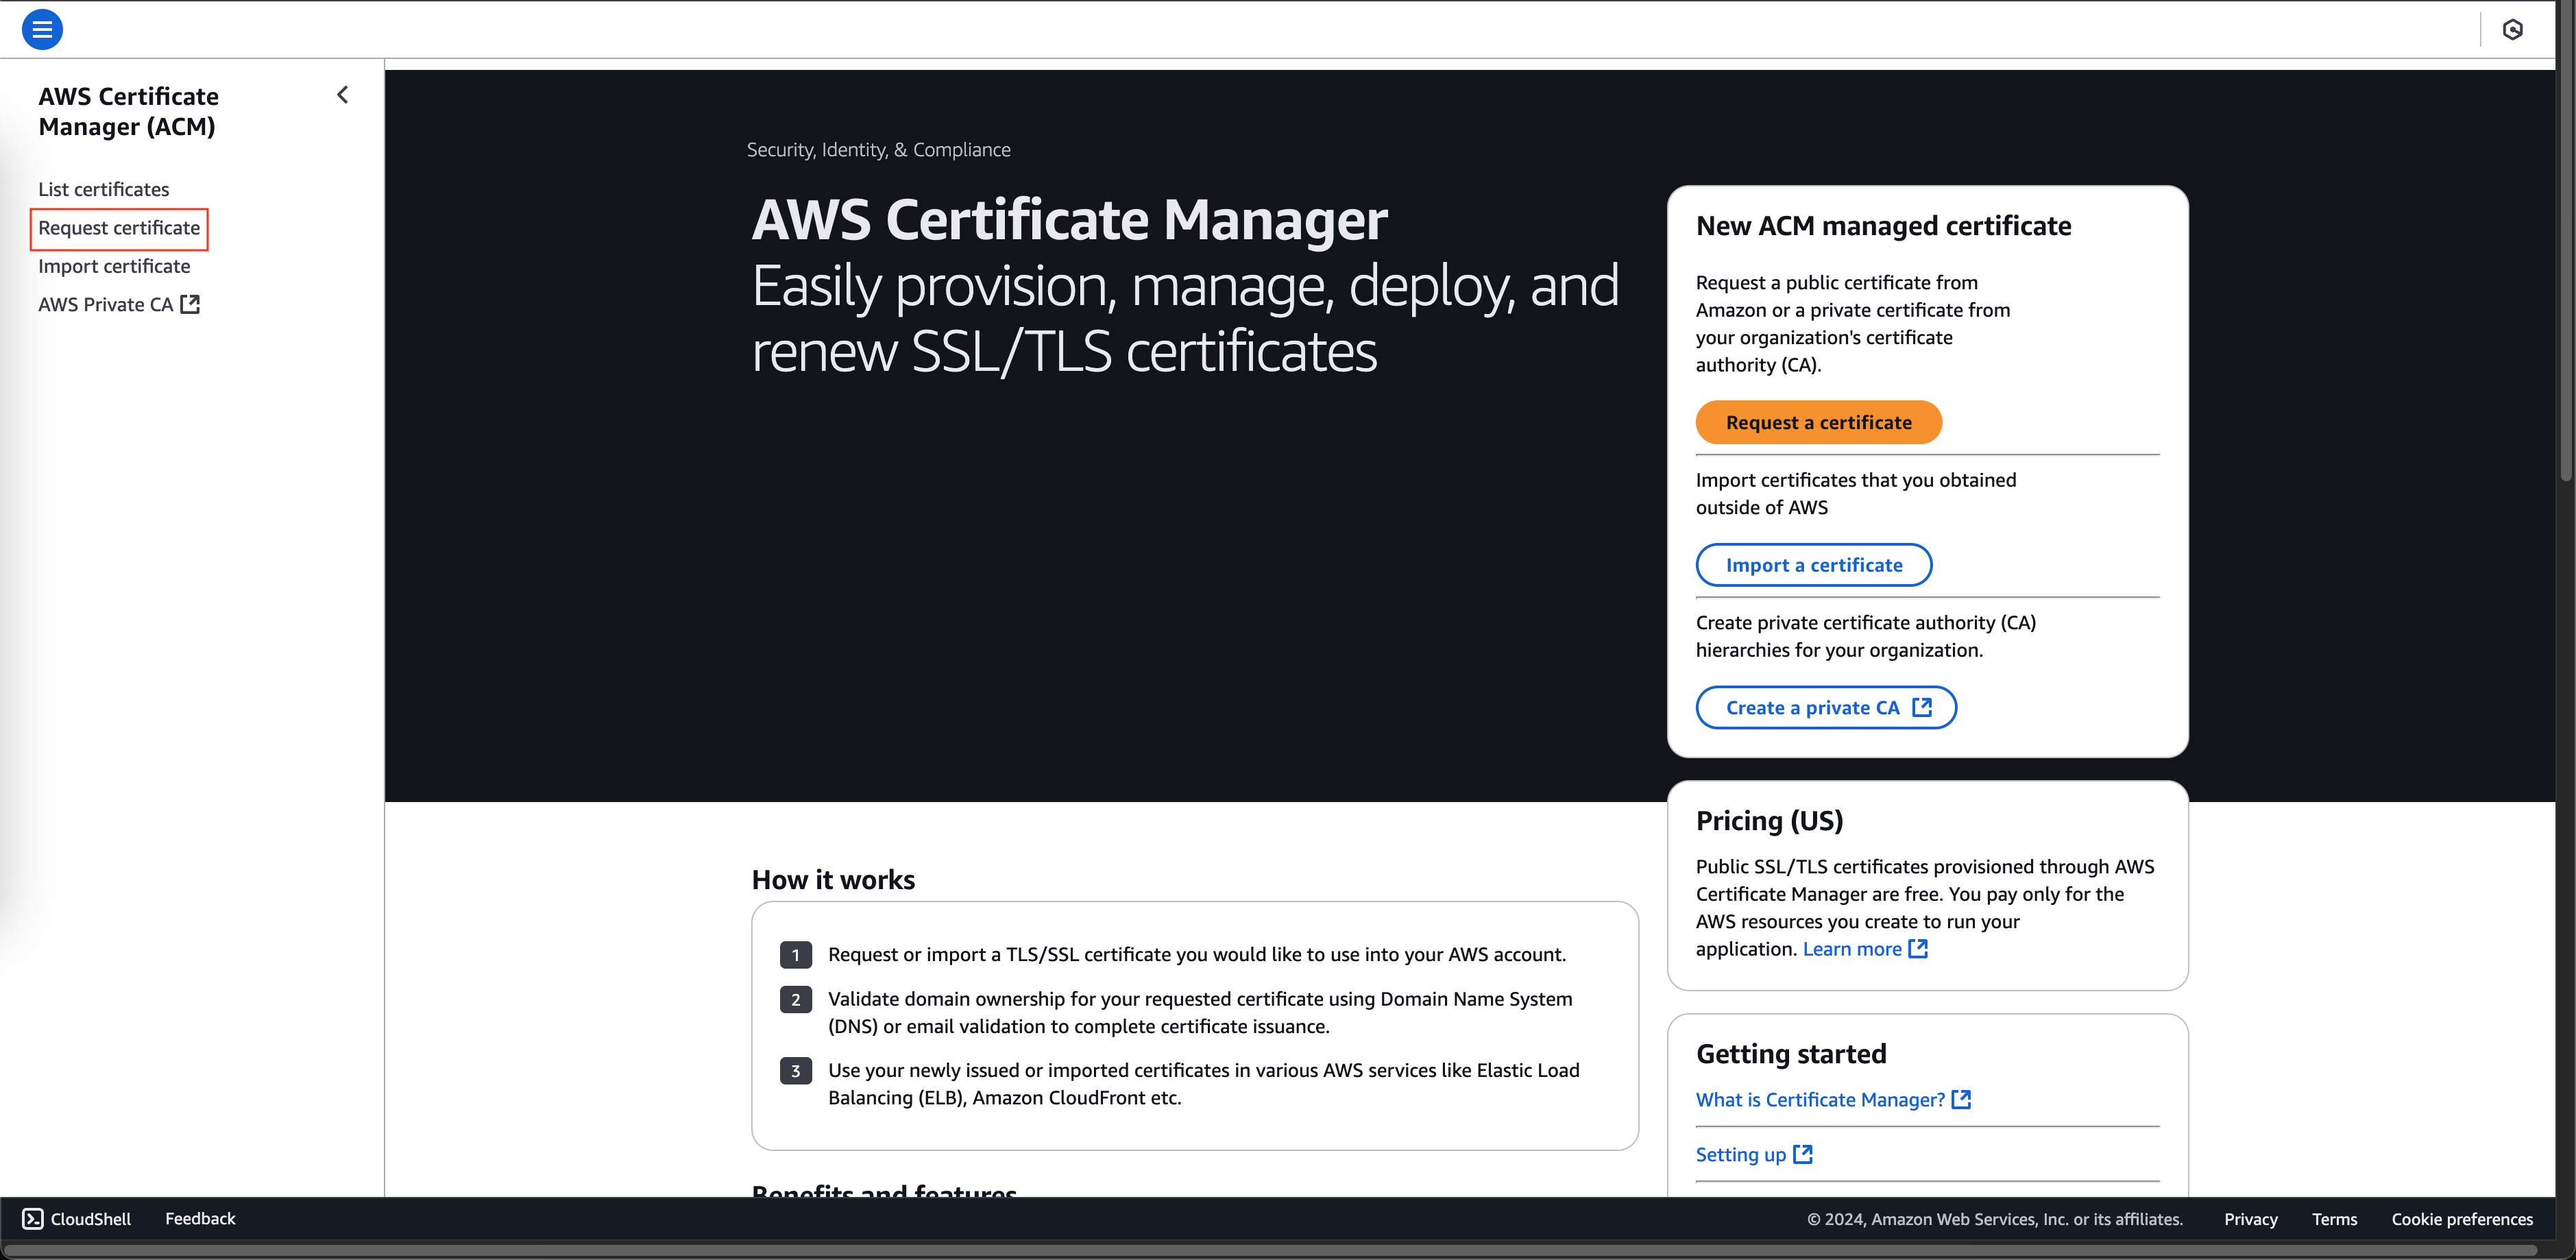 AWS Certificate
Manager (ACM)
List certificates
Request certificate
Import certificate
AWS Private CA
Security, Identity, & Compliance
AWS Certificate Manager
Easily provision, manage, deploy, and
renew SSL/TLS certificates
New ACM managed certificate
Request a public certificate from
Amazon or a private certificate from
your organization's certificate
authority (CA).
Request a certificate
Import certificates that you obtained
outside of AWS
Import a certificate
Create private certificate authority (CA)
hierarchies for your organization.
Create a private CA
Pricing (US)
Public SSL/TLS certificates provisioned through AWS
Certificate Manager are free. You pay only for the
AWS resources you create to run your
application. Learn more
How it works
1 Request or import a TLS/SSL certificate you would like to use into your AWS account.
2 Validate domain ownership for your requested certificate using Domain Name System
(DNS) or email validation to complete certificate issuance.
3 Use your newly issued or imported certificates in various AWS services like Elastic Load
Balancing (ELB), Amazon CloudFront etc.
Getting started
What is Certificate Manager?
Setting up
Benefits and features
CloudShell Feedback
© 2024, Amazon Web Services, Inc. or its affiliates. Privacy Terms Cookie preferences